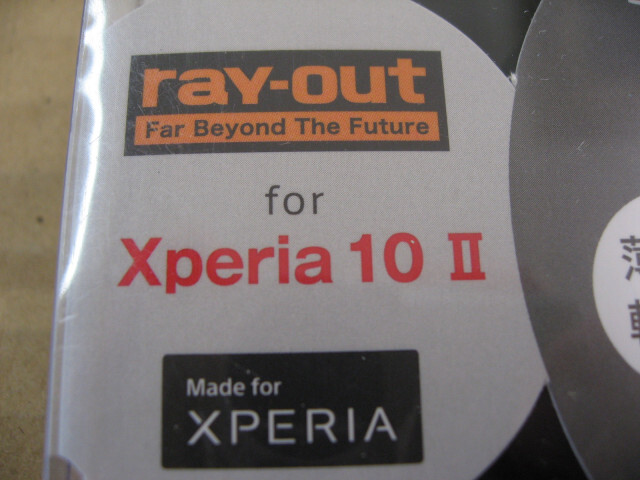 ray-out
Far Beyond The Future
for
Xperia 10 II
Made for
XPERIA